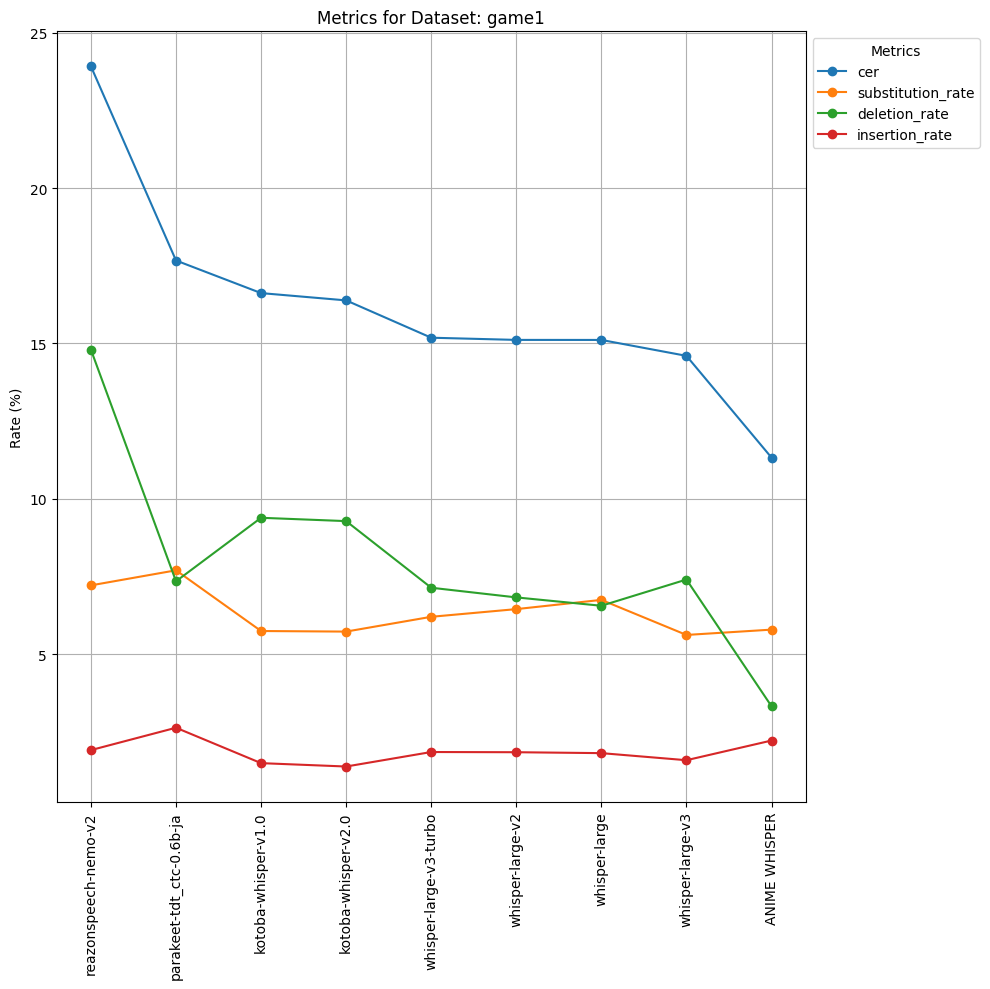 Metrics for Dataset: game1
Metrics
cer
substitution_rate
deletion_rate
insertion_rate
Rate (%)
25
20
15
10
5
reazonspeech-nemo-v2
parakeet-tdt_ctc-0.6b-ja
kotoba-whisper-v1.0
kotoba-whisper-v2.0
whisper-large-v3-turbo
whisper-large-v2
whisper-large
whisper-large-v3
ANIME WHISPER